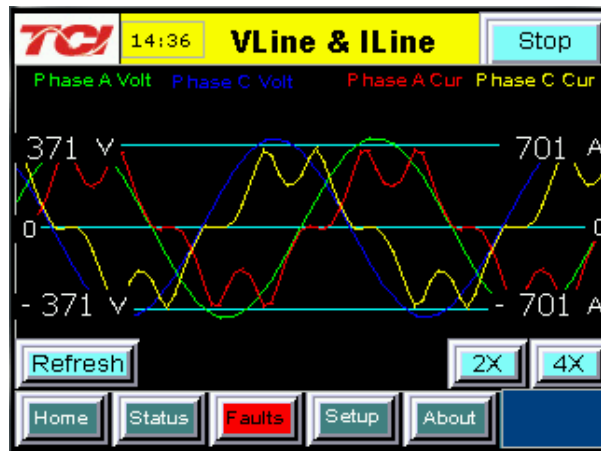 TCI 14:36 VLine & ILine Stop
Phase A Volt Phase C Volt Phase A Cur Phase C Cur
371 V 701 A
0 0
- 371 V - 701 A
Refresh 2X 4X
Home Status Faults Setup About